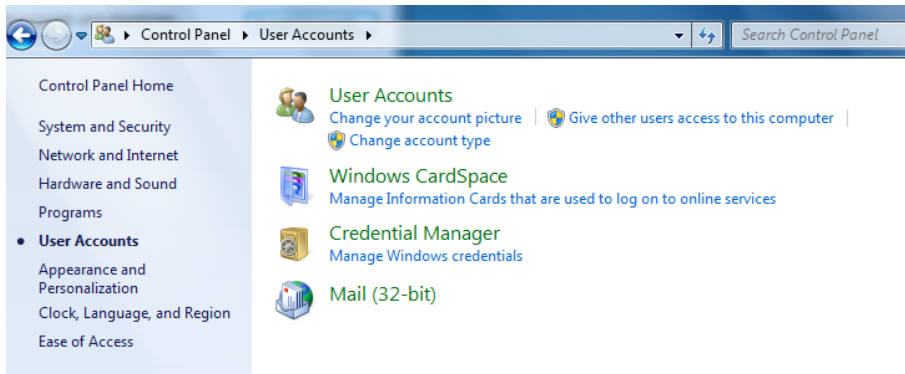 Control Panel User Accounts
Search Control Panel
Control Panel Home
System and Security
Network and Internet
Hardware and Sound
Programs
User Accounts
Appearance and
Personalization
Clock, Language, and Region
Ease of Access
User Accounts
Change your account picture Give other users access to this computer
Change account type
Windows CardSpace
Manage Information Cards that are used to log on to online services
Credential Manager
Manage Windows credentials
Mail (32-bit)